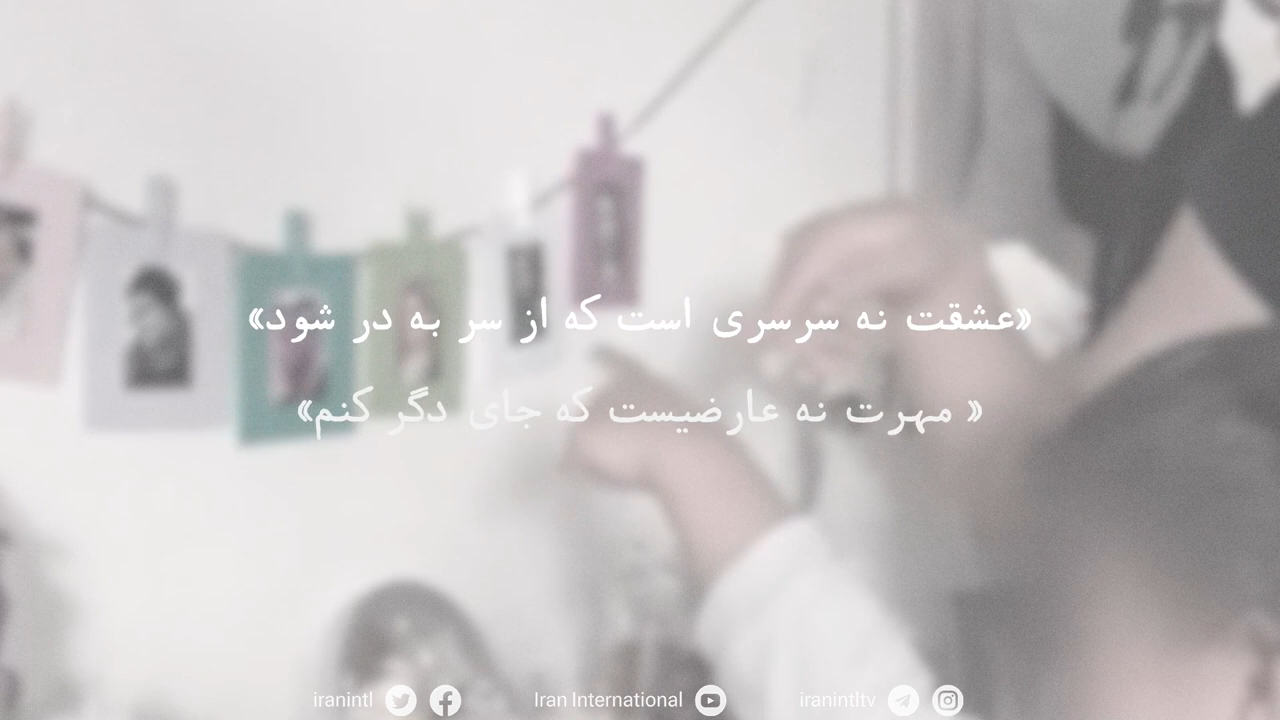 «عشقت نه سرسری است که از سر به در شود»
« مهرت نه عارضیست که جای دگر کنم»
iranintl Iran International iranintltv